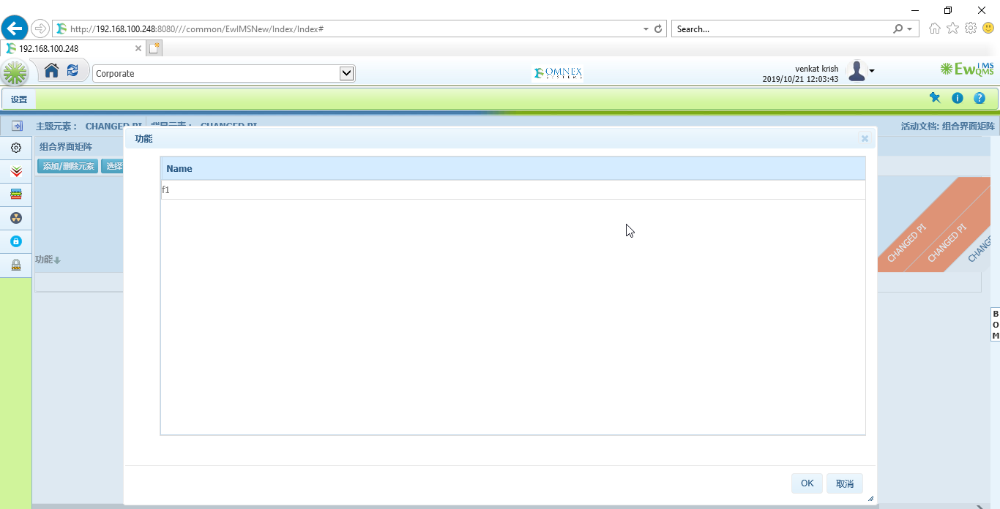 http://192.168.100.248:8080///common/EwIMSNew/Index/Index#
Search...
192.168.100.248
Corporate
OMNEX
SYSTEMS
venkat krish
2019/10/21 12:03:43
EwIMS
QMS
设置
主题元素： CHANGED PI
背景元素： CHANGED PI
活动文档: 组合界面矩阵
组合界面矩阵
添加/删除元素
选择
功能
功能
Name
f1
CHANGED PI
CHANGED PI
CHANGE
BOM
OK
取消